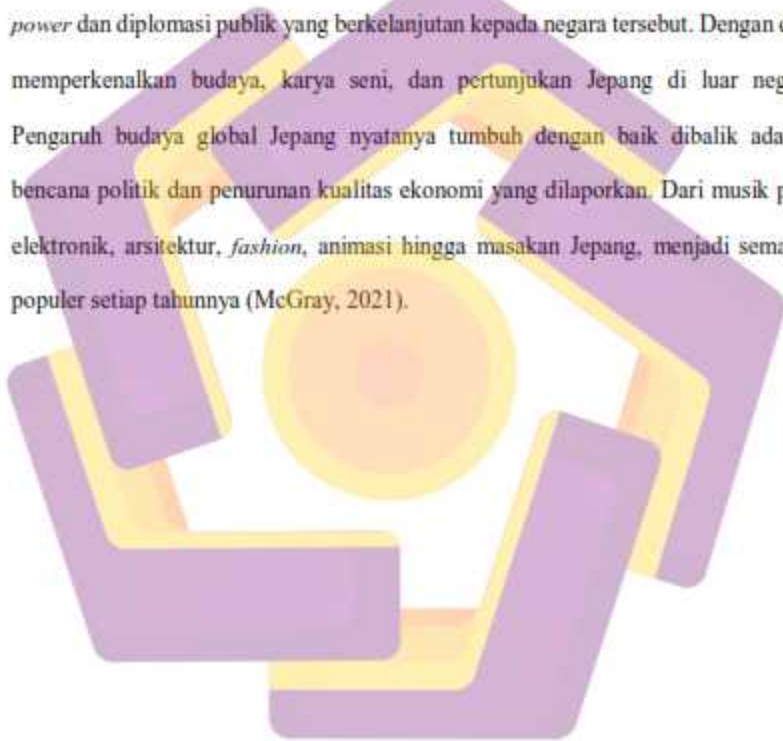 power dan diplomasi publik yang berkelanjutan kepada negara tersebut. Dengan
memperkenalkan budaya, karya seni, dan pertunjukan Jepang di luar
Pengaruh budaya global Jepang nyatanya tumbuh dengan baik dibalik
bencana politik dan penurunan kualitas ekonomi yang dilaporkan. Dari musik
elektronik, arsitektur, fashion, animasi hingga masakan Jepang, menjadi
populer setiap tahunnya (McGray, 2021).